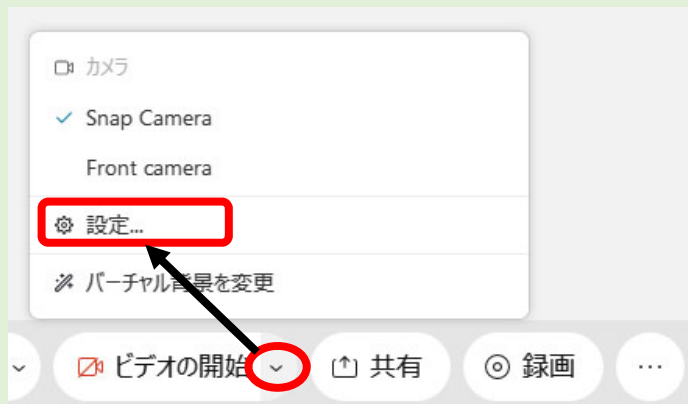 カメラ
Snap Camera
Front camera
設定...
バーチャル背景を変更
ビデオの開始
共有
録画
...